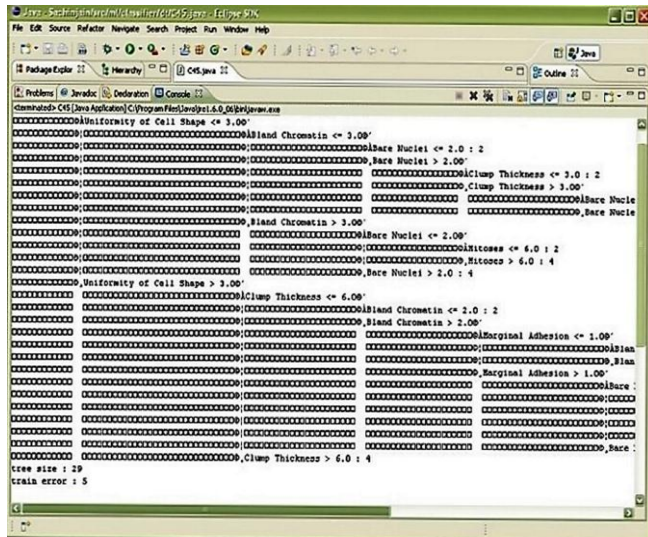 Java - Sachinjain/src/ml/classifier/dt/C45.java - Eclipse SDK
File Edit Source Refactor Navigate Search Project Run Window Help
Java
Package Explor Hierarchy C45.java Outline
Problems Javadoc Declaration Console
<terminated> C45 [Java Application] C:\Program Files\Java\jre1.6.0_06\bin\javaw.exe
Uniformity of Cell Shape <= 3.00
Bland Chromatin <= 3.00
Bare Nuclei <= 2.0 : 2
Bare Nuclei > 2.00
Clump Thickness <= 3.0 : 2
Clump Thickness > 3.00
Bare Nucle
Bare Nucle
Bland Chromatin > 3.00
Bare Nuclei <= 2.00
Mitoses <= 6.0 : 2
Mitoses > 6.0 : 4
Bare Nuclei > 2.0 : 4
Uniformity of Cell Shape > 3.00
Clump Thickness <= 6.00
Bland Chromatin <= 2.0 : 2
Bland Chromatin > 2.00
Marginal Adhesion <= 1.00
Blan
Blan
Marginal Adhesion > 1.00
Bare
Bare
Clump Thickness > 6.0 : 4
tree size : 29
train error : 5